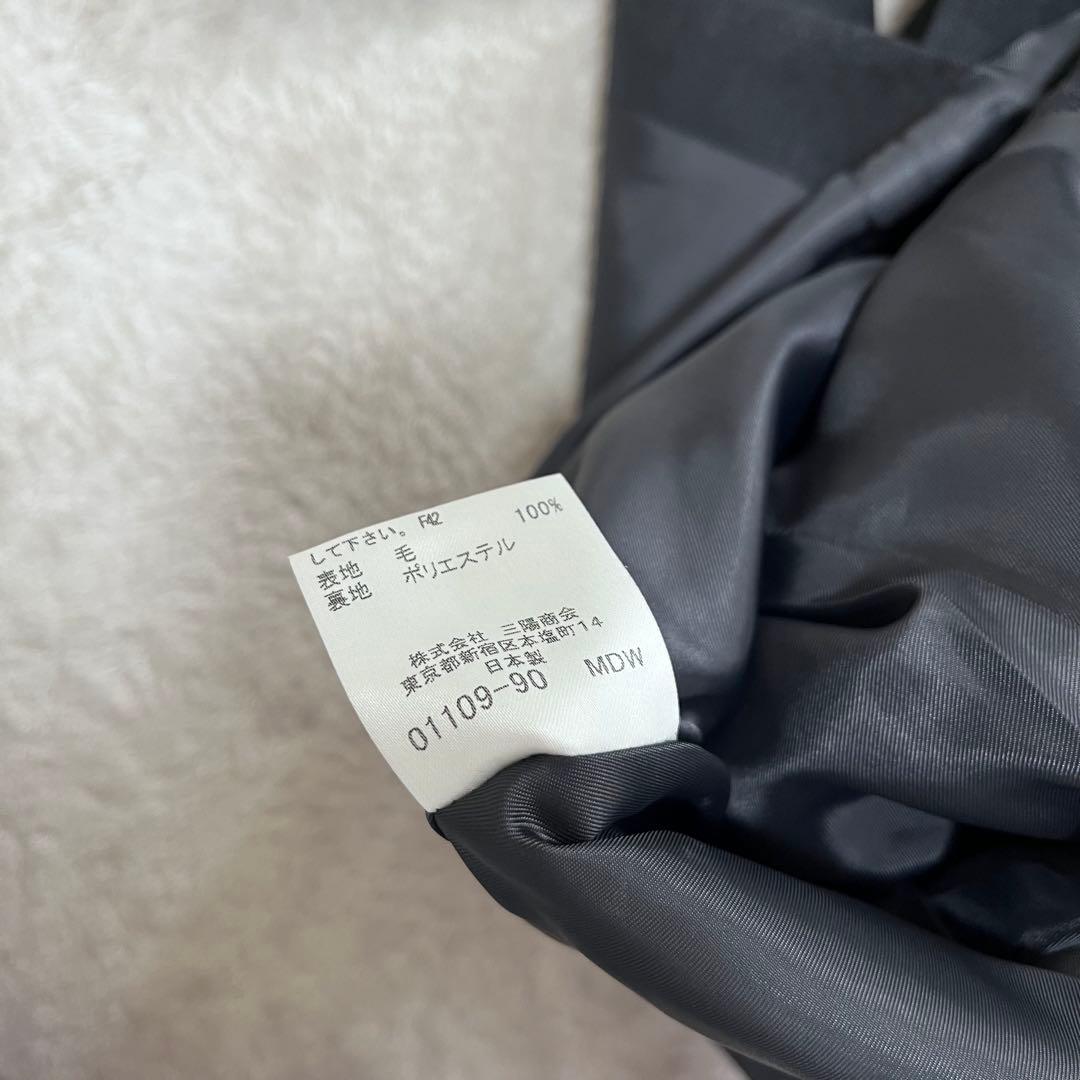 して下さい。 F42
表地 毛 100%
裏地 ポリエステル
株式会社 三陽商会
東京都新宿区本塩町14
日本製
01109-90 MDW